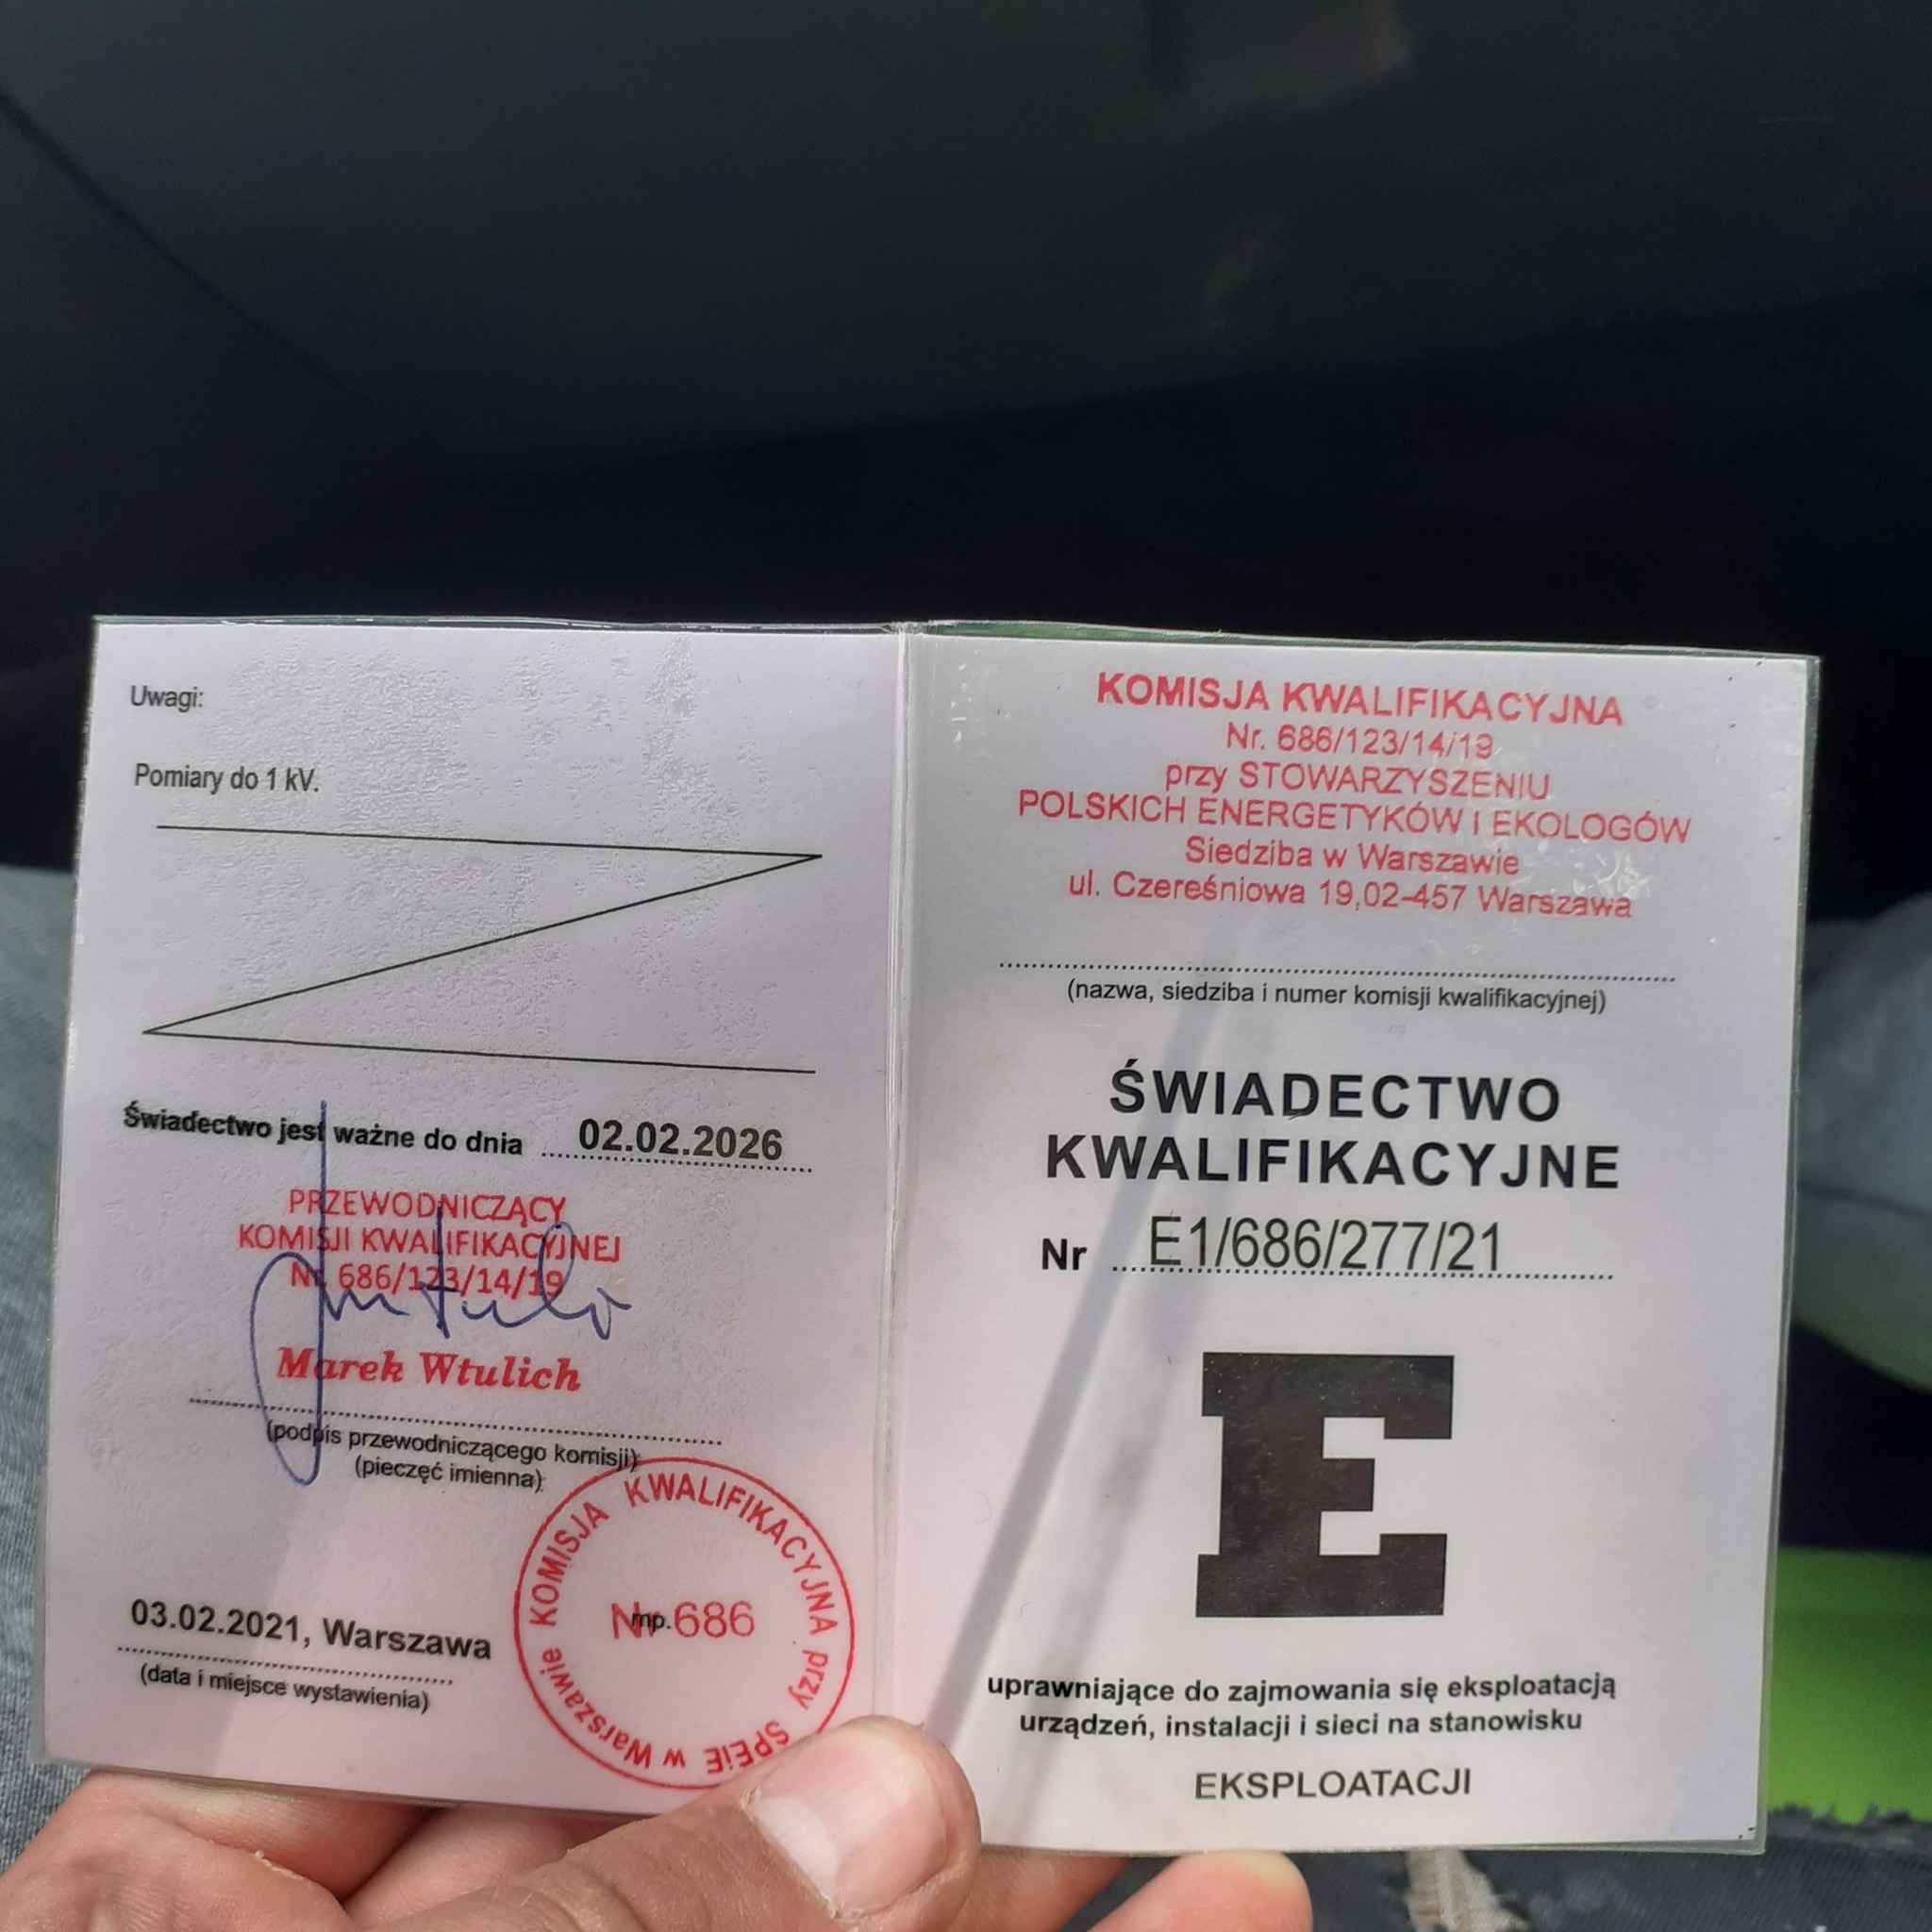 Uwagi:
Pomiary do 1 kV.
Świadectwo jest ważne do dnia 02.02.2026
PRZEWODNICZĄCY
KOMISJI KWALIFIKACYJNEJ
Nr 686/123/14/19
Marek Wtulich
(podpis przewodniczącego komisji)
(pieczęć imienna)
KOMISJA KWALIFIKACYJNA przy SPEiE w Warszawie
Nr 686
mp.
03.02.2021, Warszawa
(data i miejsce wystawienia)
KOMISJA KWALIFIKACYJNA
Nr. 686/123/14/19
przy STOWARZYSZENIU
POLSKICH ENERGETYKÓW I EKOLOGÓW
Siedziba w Warszawie
ul. Czereśniowa 19,02-457 Warszawa
(nazwa, siedziba i numer komisji kwalifikacyjnej)
ŚWIADECTWO
KWALIFIKACYJNE
Nr E1/686/277/21
E
uprawniające do zajmowania się eksploatacją
urządzeń, instalacji i sieci na stanowisku
EKSPLOATACJI